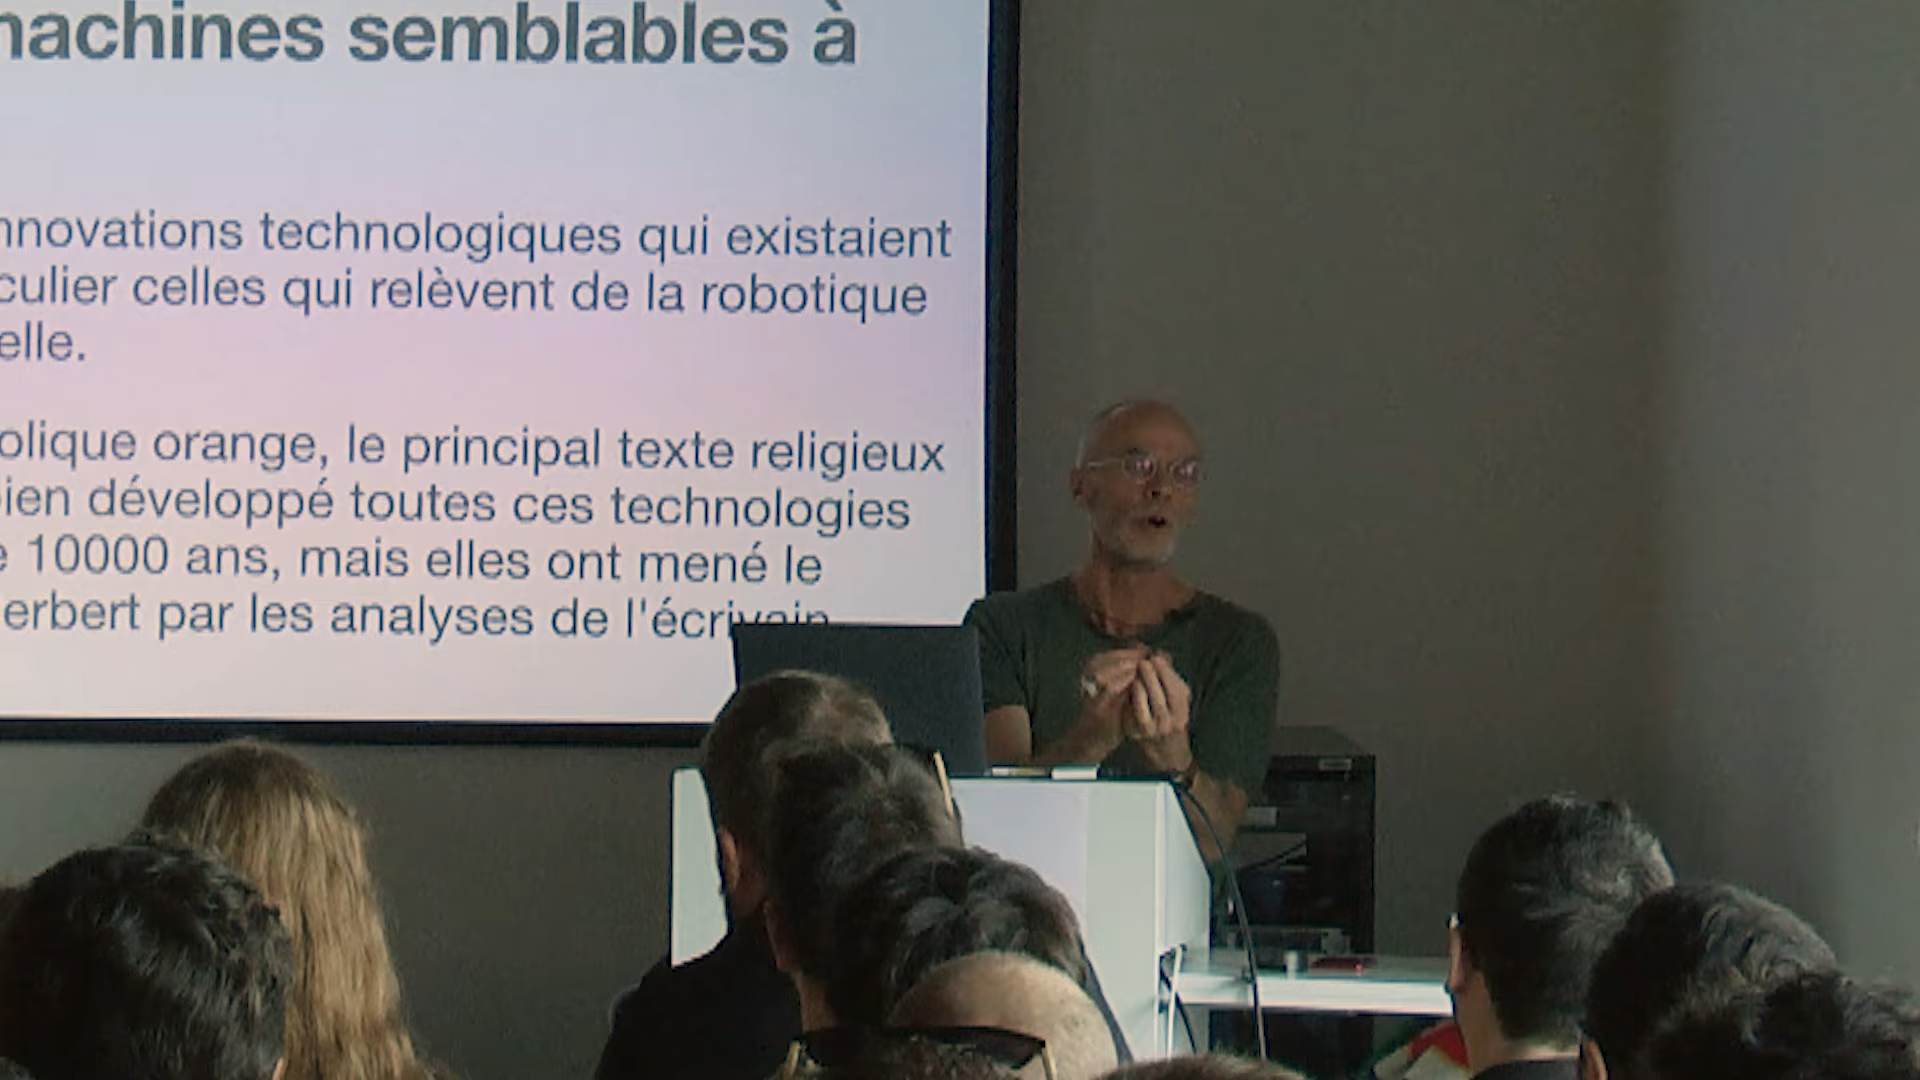 machines semblables à
nnovations technologiques qui existaient
culier celles qui relèvent de la robotique
elle.
olique orange, le principal texte religieux
bien développé toutes ces technologies
e 10000 ans, mais elles ont mené le
erbert par les analyses de l'écrivain